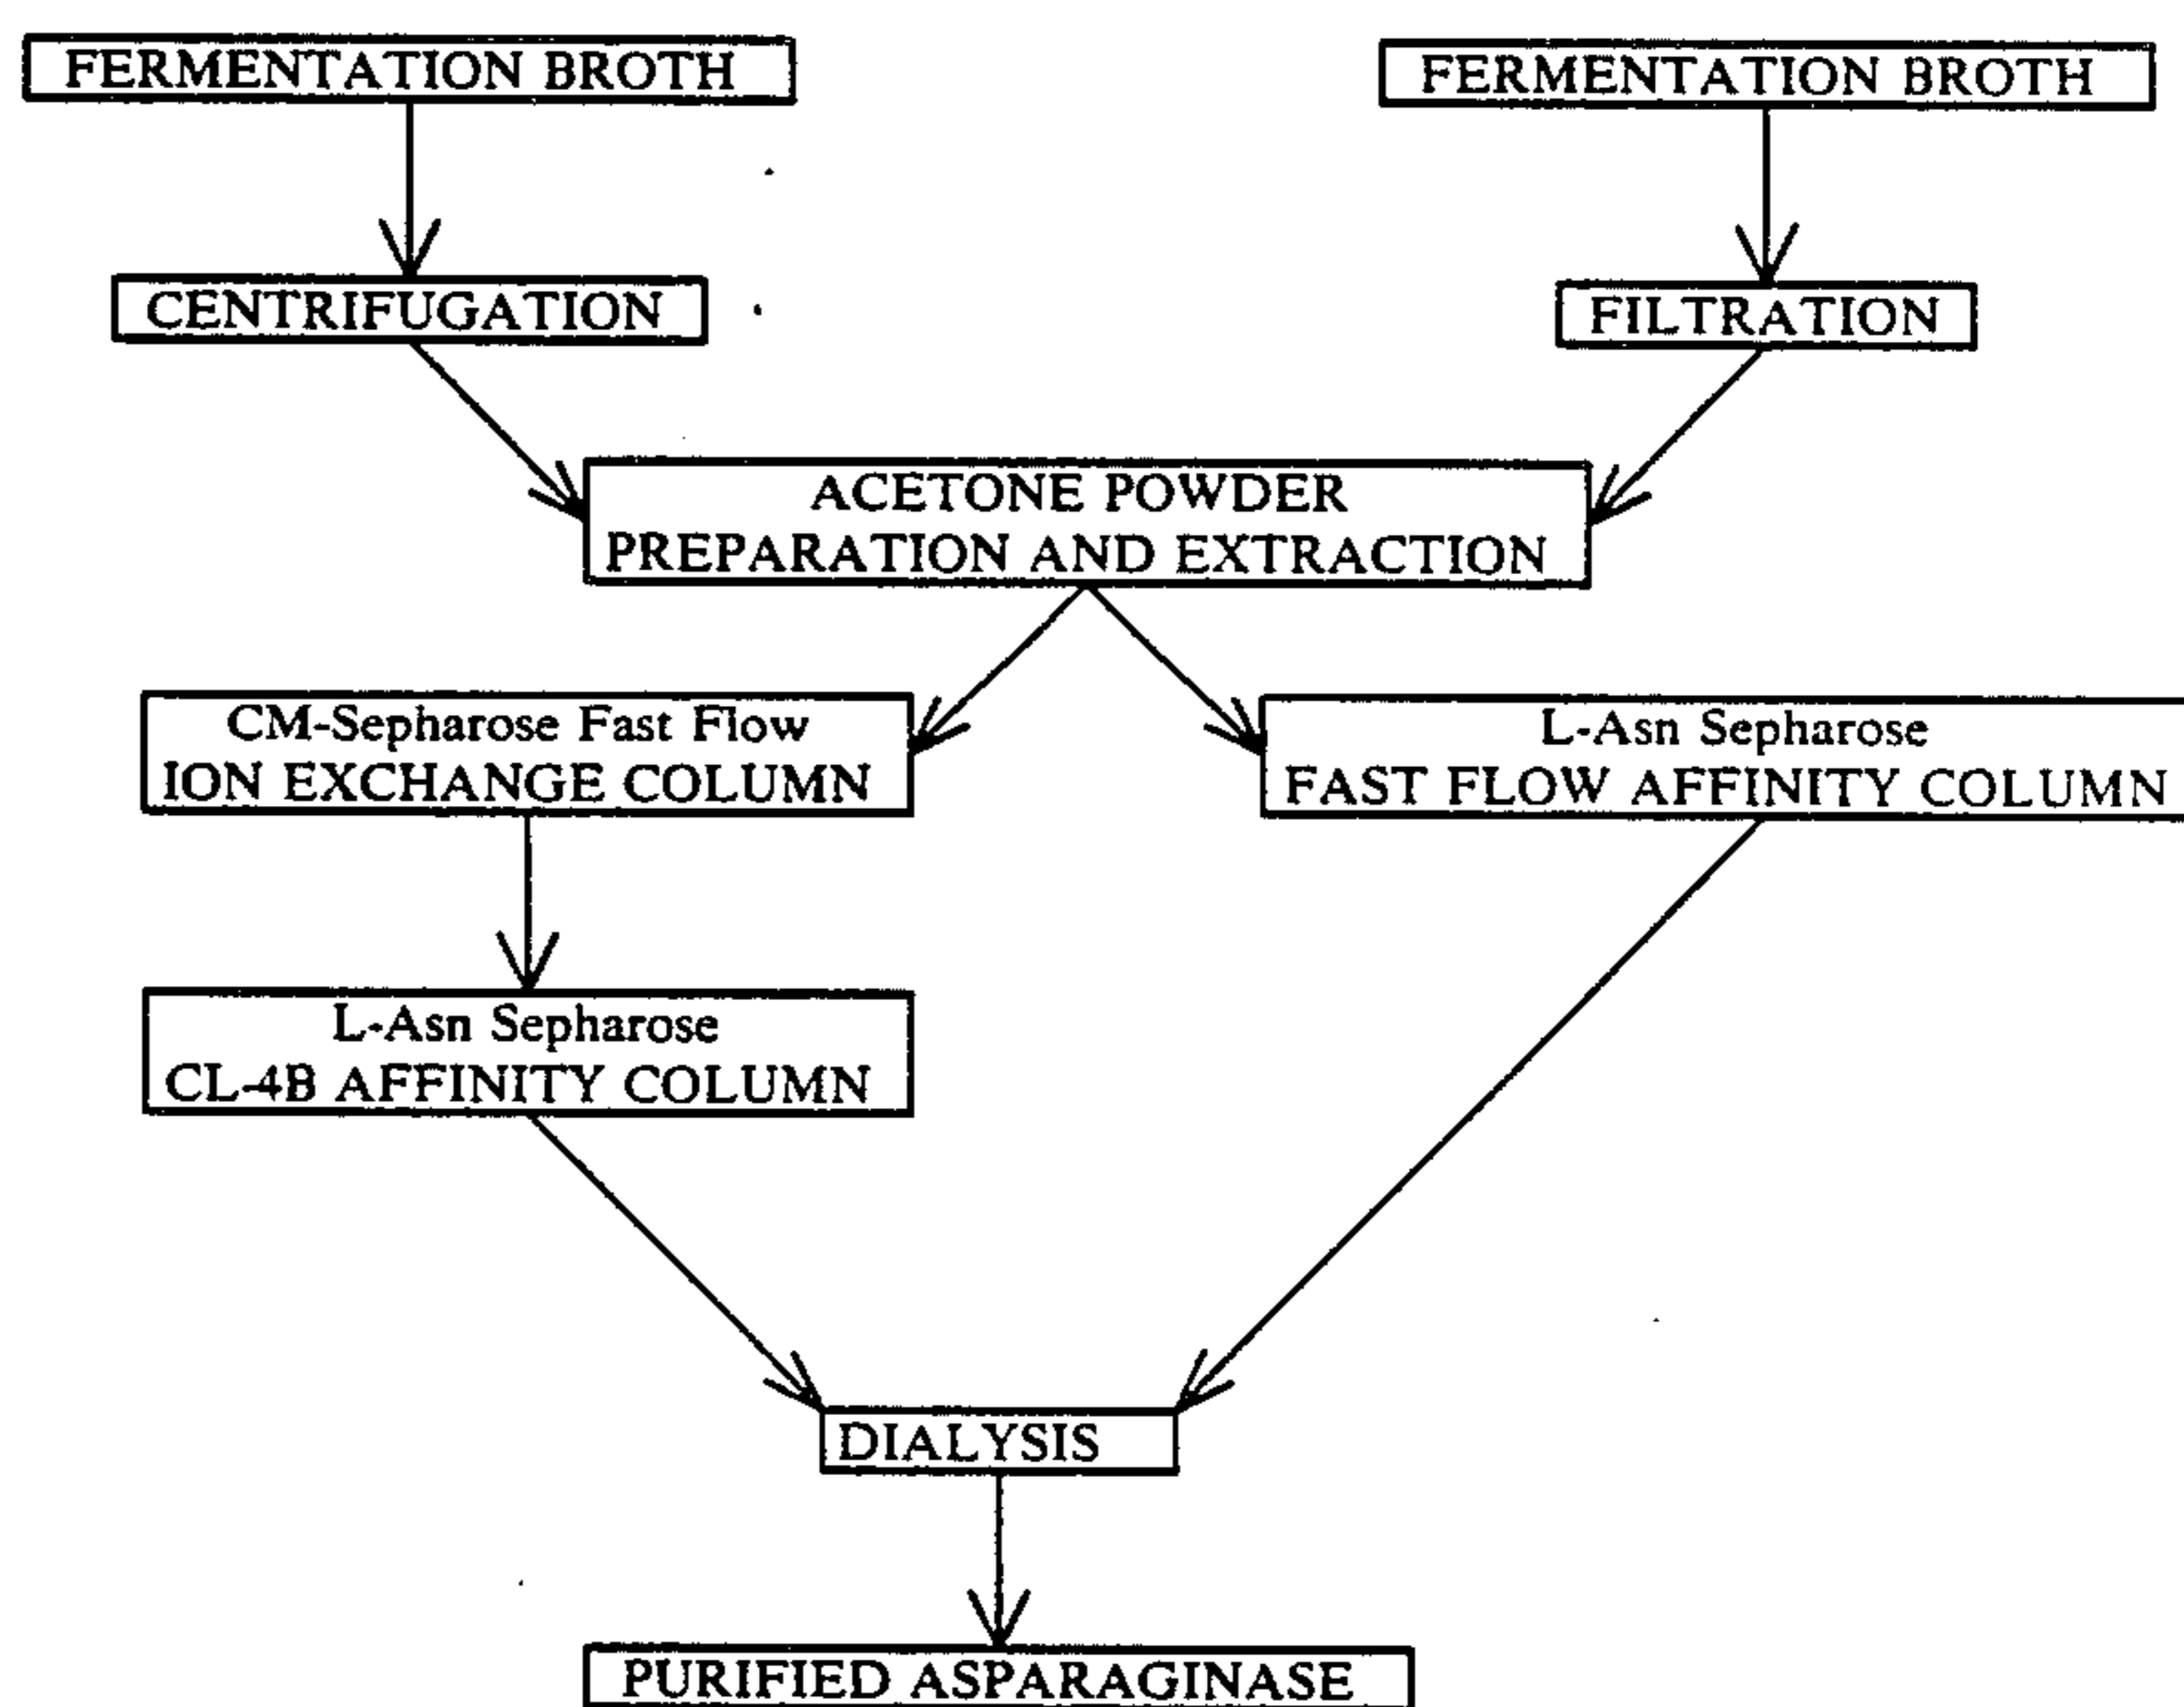 FERMENTATION BROTH
FERMENTATION BROTH
CENTRIFUGATION
FILTRATION
ACETONE POWDER
PREPARATION AND EXTRACTION
CM-Sepharose Fast Flow
ION EXCHANGE COLUMN
L-Asn Sepharose
FAST FLOW AFFINITY COLUMN
L-Asn Sepharose
CL-4B AFFINITY COLUMN
DIALYSIS
PURIFIED ASPARAGINASE